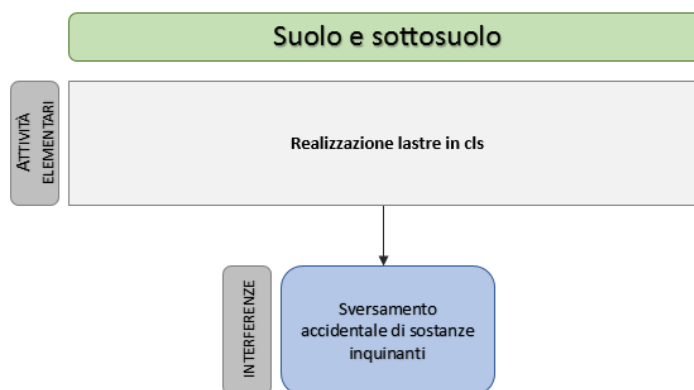 Suolo e sottosuolo
ATTIVITÀ
ELEMENTARI
Realizzazione lastre in cls
INTERFERENZE
Sversamento
accidentale di sostanze
inquinanti